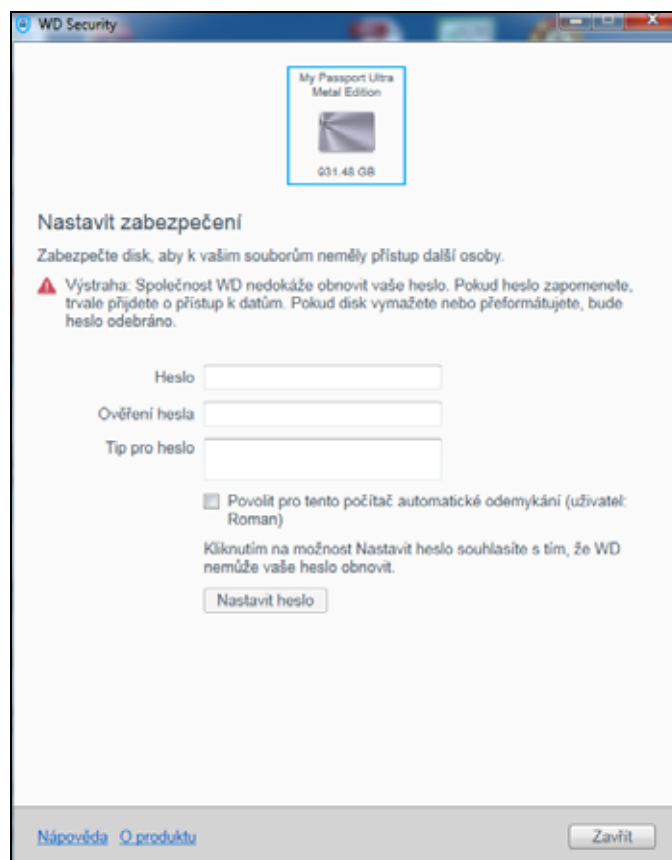 WD Security
My Passport Ultra
Metal Edition
931.48 GB
Nastavit zabezpečení
Zabezpečte disk, aby k vašim souborům neměly přístup další osoby.
Výstraha: Společnost WD nedokáže obnovit vaše heslo. Pokud heslo zapomenete,
trvale přijdete o přístup k datům. Pokud disk vymažete nebo přeformátujete, bude
heslo odebráno.
Heslo
Ověření hesla
Tip pro heslo
Povolit pro tento počítač automatické odemykání (uživatel:
Roman)
Kliknutím na možnost Nastavit heslo souhlasíte s tím, že WD
nemůže vaše heslo obnovit.
Nastavit heslo
Nápověda O produktu Zavřít